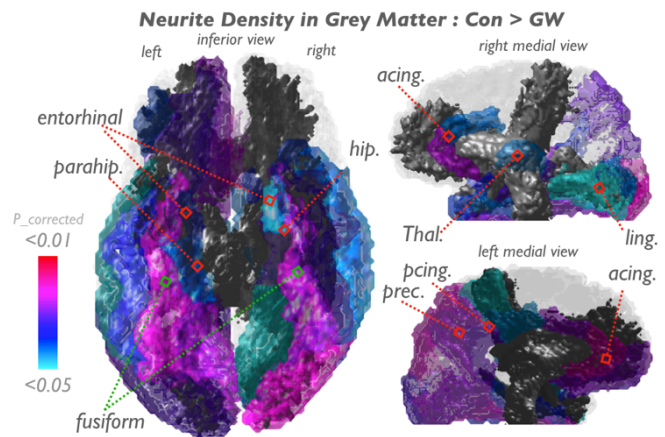 Neurite Density in Grey Matter : Con > GW
left
inferior view
right
right medial view
acing.
entorhinal
parahip.
hip.
P_corrected
<0.01
<0.05
Thal.
ling.
left medial view
pcing.
acing.
prec.
fusiform